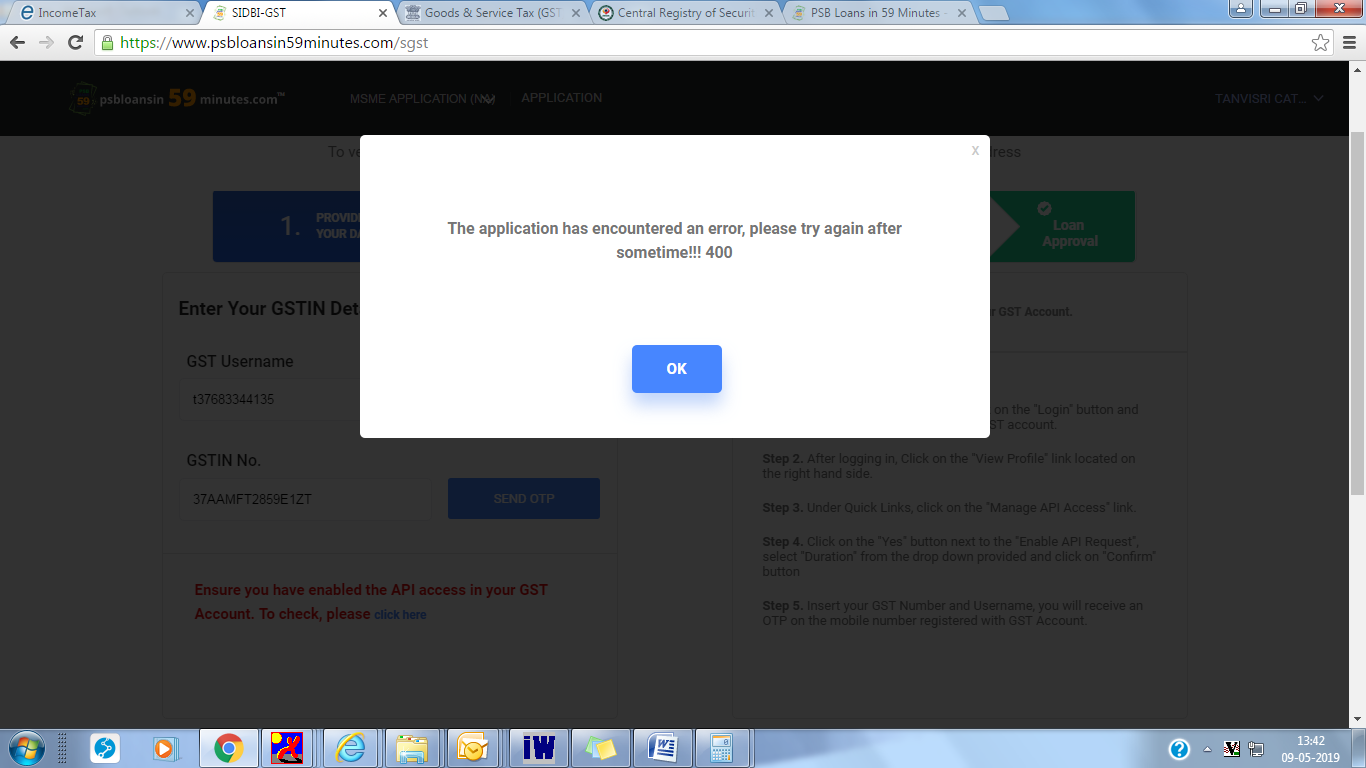 IncomeTax
SIDBI-GST
Goods & Service Tax (GST
Central Registry of Securit
PSB Loans in 59 Minutes -
https://www.psbloansin59minutes.com/sgst
psbloansin 59 minutes.com™
MSME APPLICATION
APPLICATION
TANVISRI CAT...
To ve
dress
1.
PROVIDE
YOUR DA
Loan
Approval
x
The application has encountered an error, please try again after
sometime!!! 400
OK
Enter Your GSTIN Det
GST Username
t37683344135
GSTIN No.
37AAMFT2859E1ZT
SEND OTP
Ensure you have enabled the API access in your GST
Account. To check, please click here
r GST Account.
on the "Login" button and
ST account.
Step 2. After logging in, Click on the "View Profile" link located on
the right hand side.
Step 3. Under Quick Links, click on the "Manage API Access" link.
Step 4. Click on the "Yes" button next to the "Enable API Request",
select "Duration" from the drop down provided and click on "Confirm"
button
Step 5. Insert your GST Number and Username, you will receive an
OTP on the mobile number registered with GST Account.
iW
13:42
09-05-2019